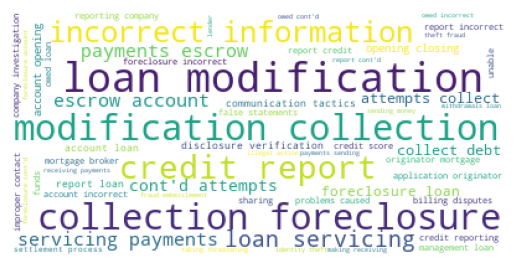 reporting company
owed cont'd
owed incorrect
incorrect information
lender
report incorrect
theft fraud
company investigation
account opening
owed loan
payments escrow
report credit
opening closing
foreclosure incorrect
report cont'd
unable
loan modification
escrow account
communication tactics
attempts collect
withdrawals loan
false statements
sending money
modification collection
account loan
disclosure verification
credit score
collect debt
mortgage broker
payments sending
receiving payments
credit report
originator mortgage
improper contact
funds
report loan
cont'd attempts
foreclosure loan
application originator
account incorrect
fraud embezzlement
sharing
problems caused
billing disputes
collection foreclosure
servicing payments
loan servicing
credit reporting
settlement process
taking threatening
identity theft
making receiving
management loan